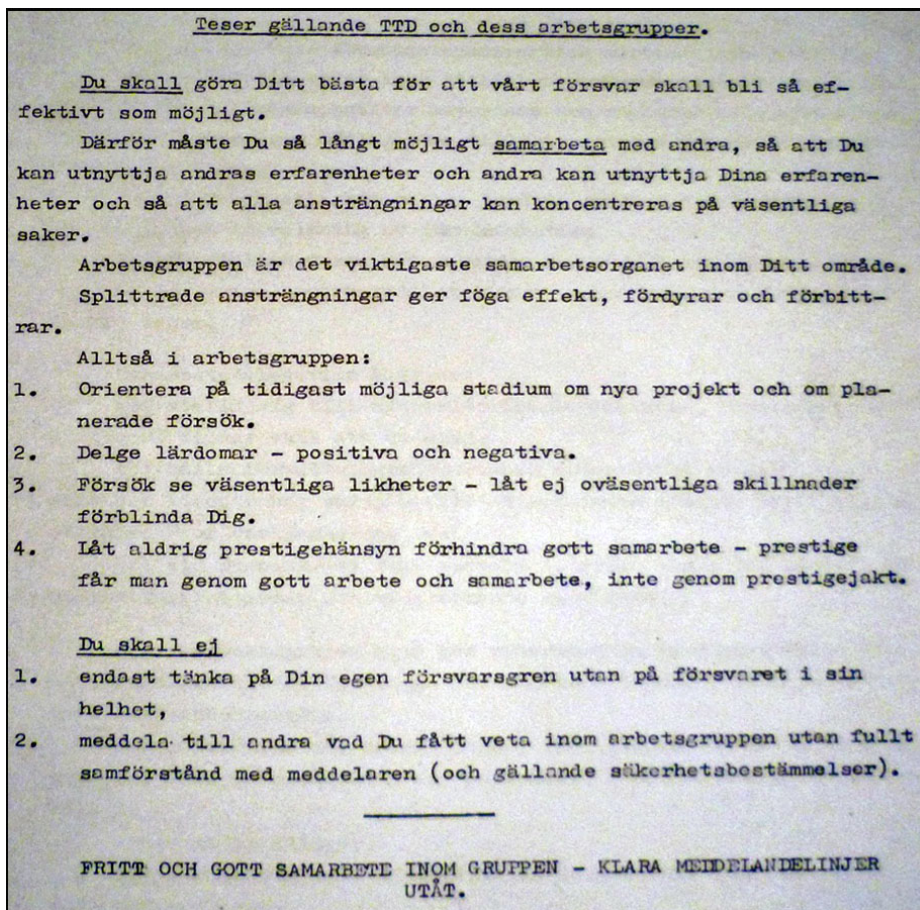 Teser gällande TTD och dess arbetsgrupper.
Du skall göra Ditt bästa för att vårt försvar skall bli så ef-
fektivt som möjligt.
Därför måste Du så långt möjligt samarbeta med andra, så att Du
kan utnyttja andras erfarenheter och andra kan utnyttja Dina erfaren-
heter och så att alla ansträngningar kan koncentreras på väsentliga
saker.
Arbetsgruppen är det viktigaste samarbetsorganet inom Ditt område.
Splittrade ansträngningar ger föga effekt, fördyrar och förbitt-
rar.
Alltså i arbetsgruppen:
1. Orientera på tidigast möjliga stadium om nya projekt och om pla-
nerade försök.
2. Delge lärdomar - positiva och negativa.
3. Försök se väsentliga likheter - låt ej oväsentliga skillnader
förblinda Dig.
4. Låt aldrig prestigehänsyn förhindra gott samarbete - prestige
får man genom gott arbete och samarbete, inte genom prestigejakt.
Du skall ej
1. endast tänka på Din egen försvarsgren utan på försvaret i sin
helhet,
2. meddela till andra vad Du fått veta inom arbetsgruppen utan fullt
samförstånd med meddelaren (och gällande säkerhetsbestämmelser).
FRITT OCH GOTT SAMARBETE INOM GRUPPEN - KLARA MEDDELANDELINJER
UTÅT.